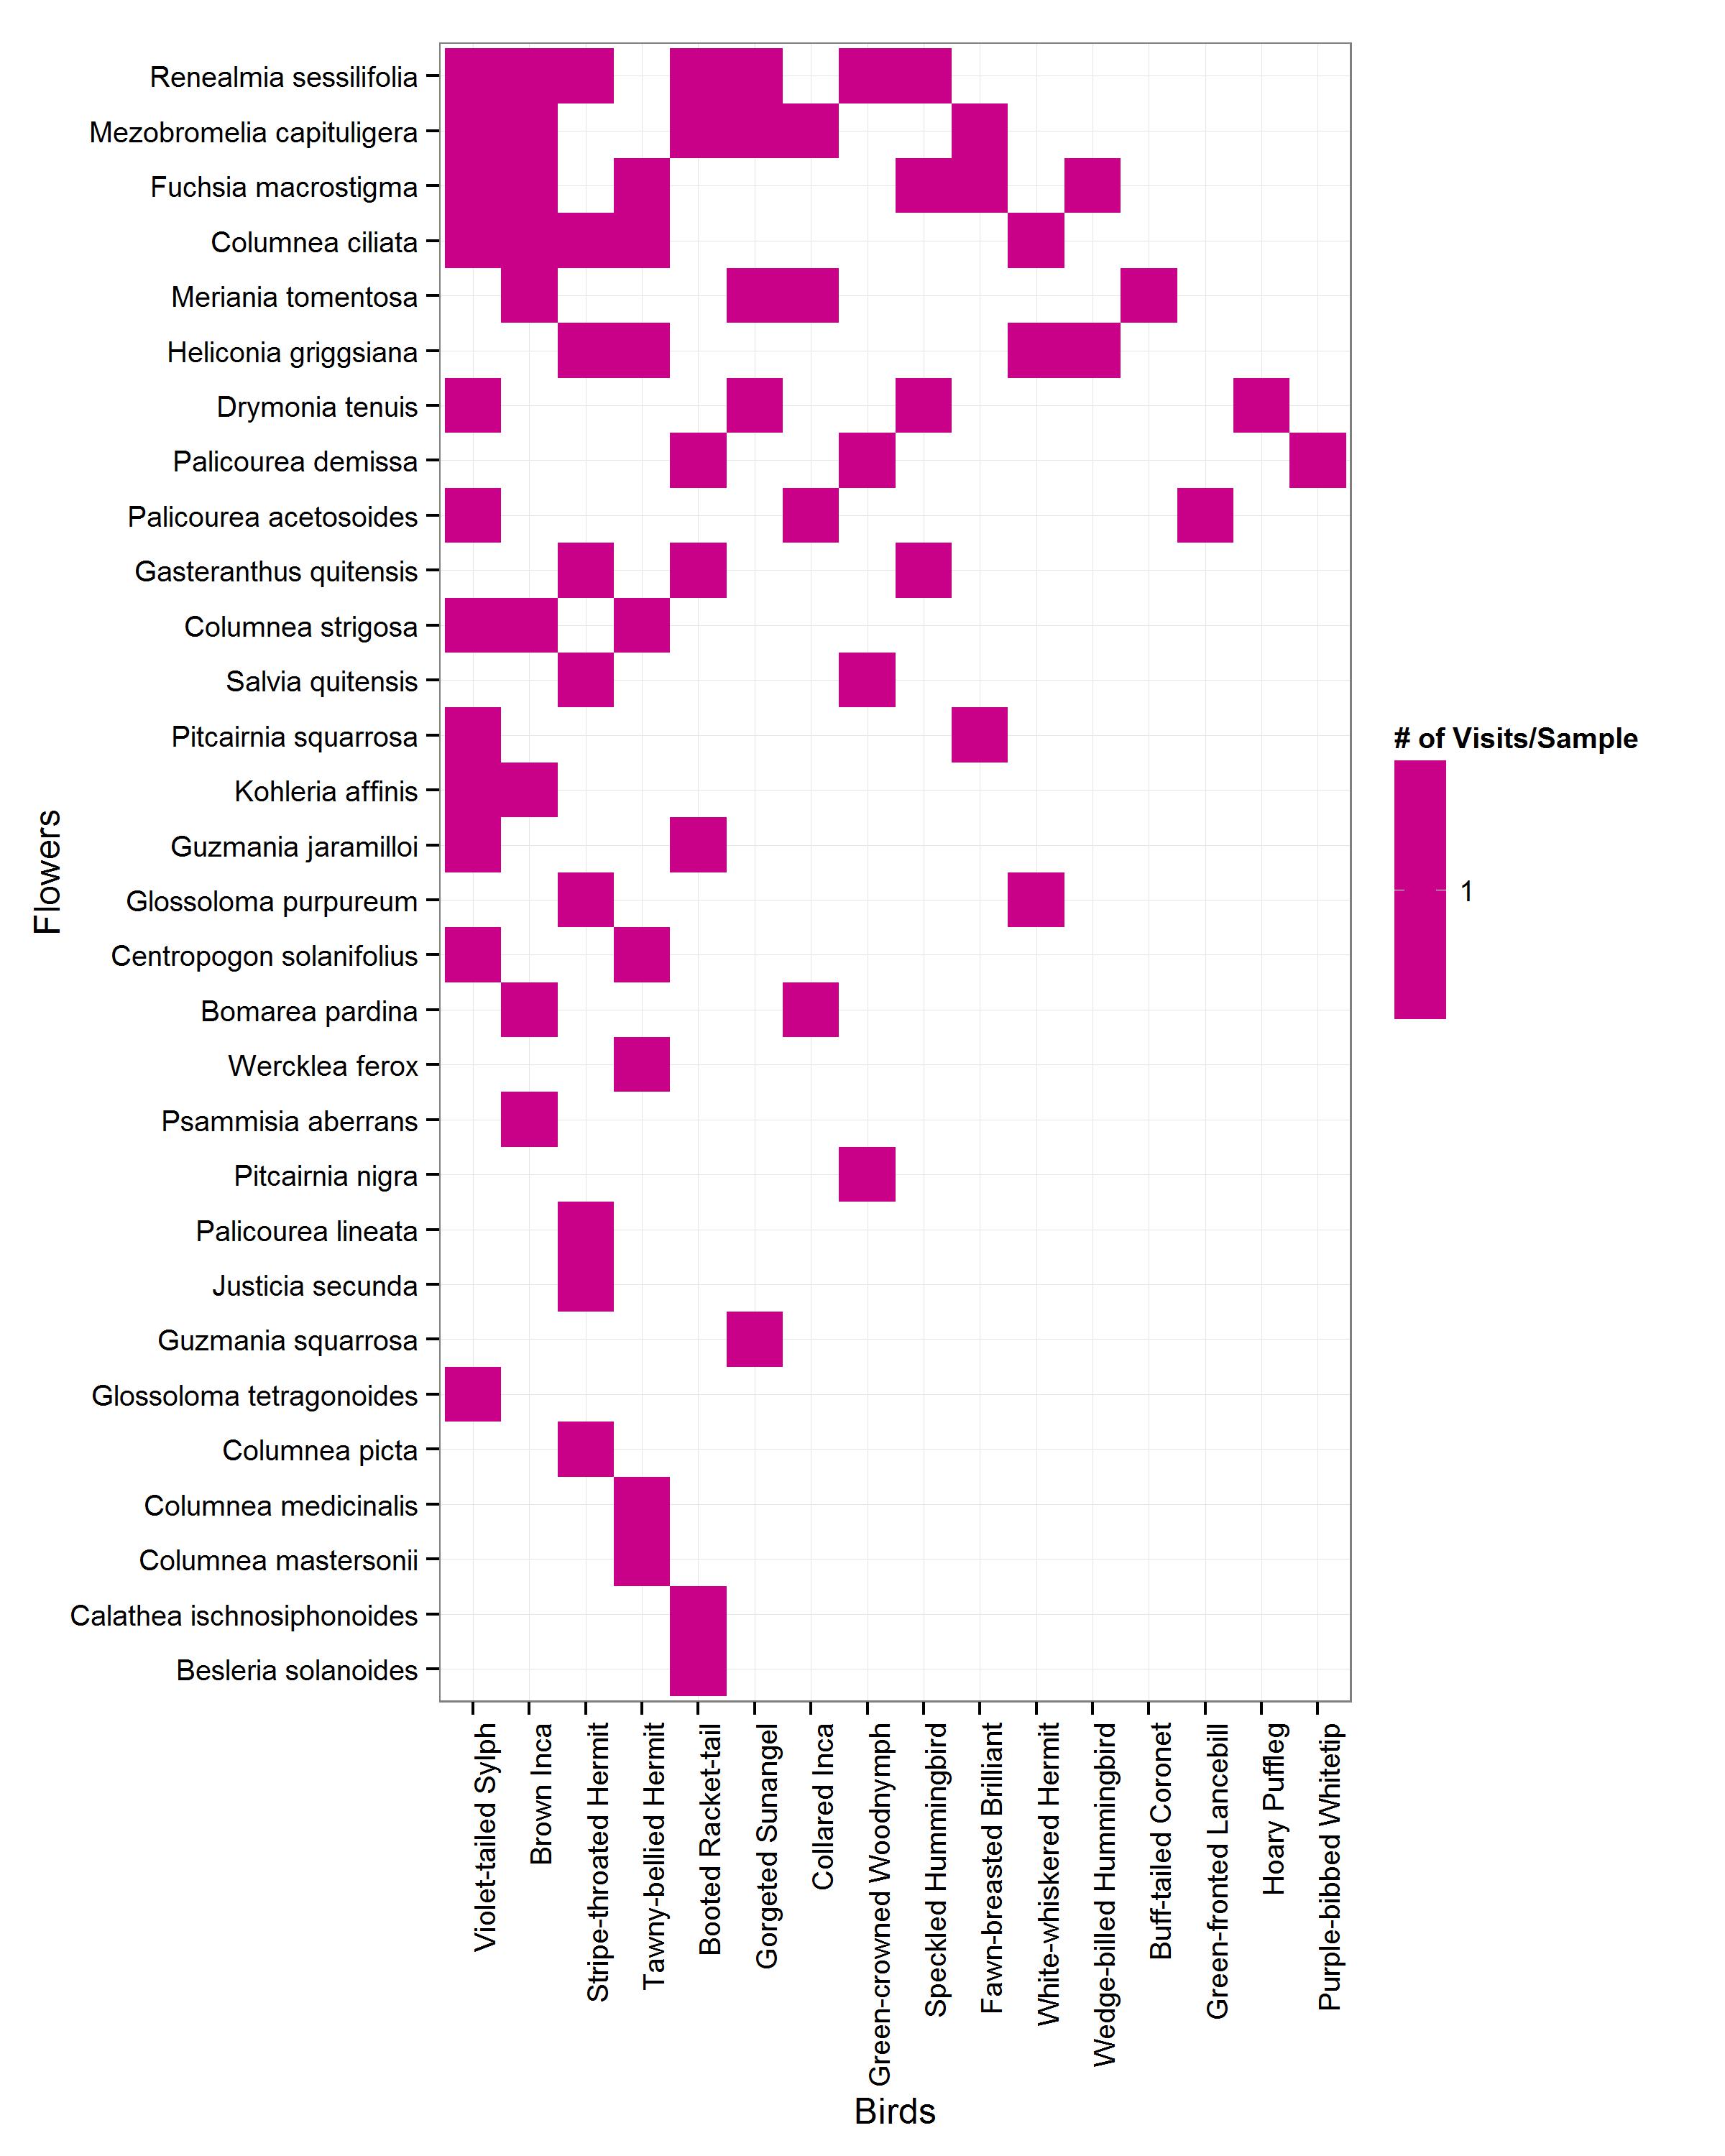 Renealmia sessilifolia
Mezobromelia capituligera
Fuchsia macrostigma
Columnea ciliata
Meriania tomentosa
Heliconia griggsiana
Drymonia tenuis
Palicourea demissa
Palicourea acetosoides
Gasteranthus quitensis
Columnea strigosa
Salvia quitensis
Pitcairnia squarrosa
Kohleria affinis
Guzmania jaramilloi
Glossoloma purpureum
Centropogon solanifolius
Bomarea pardina
Wercklea ferox
Psammisia aberrans
Pitcairnia nigra
Palicourea lineata
Justicia secunda
Guzmania squarrosa
Glossoloma tetragonoides
Columnea picta
Columnea medicinalis
Columnea mastersonii
Calathea ischnosiphonoides
Besleria solanoides
Flowers
Violet-tailed Sylph
Brown Inca
Stripe-throated Hermit
Tawny-bellied Hermit
Booted Racket-tail
Gorgeted Sunangel
Collared Inca
Green-crowned Woodnymph
Speckled Hummingbird
Fawn-breasted Brilliant
White-whiskered Hermit
Wedge-billed Hummingbird
Buff-tailed Coronet
Green-fronted Lancebill
Hoary Puffleg
Purple-bibbed Whitetip
Birds
# of Visits/Sample
1